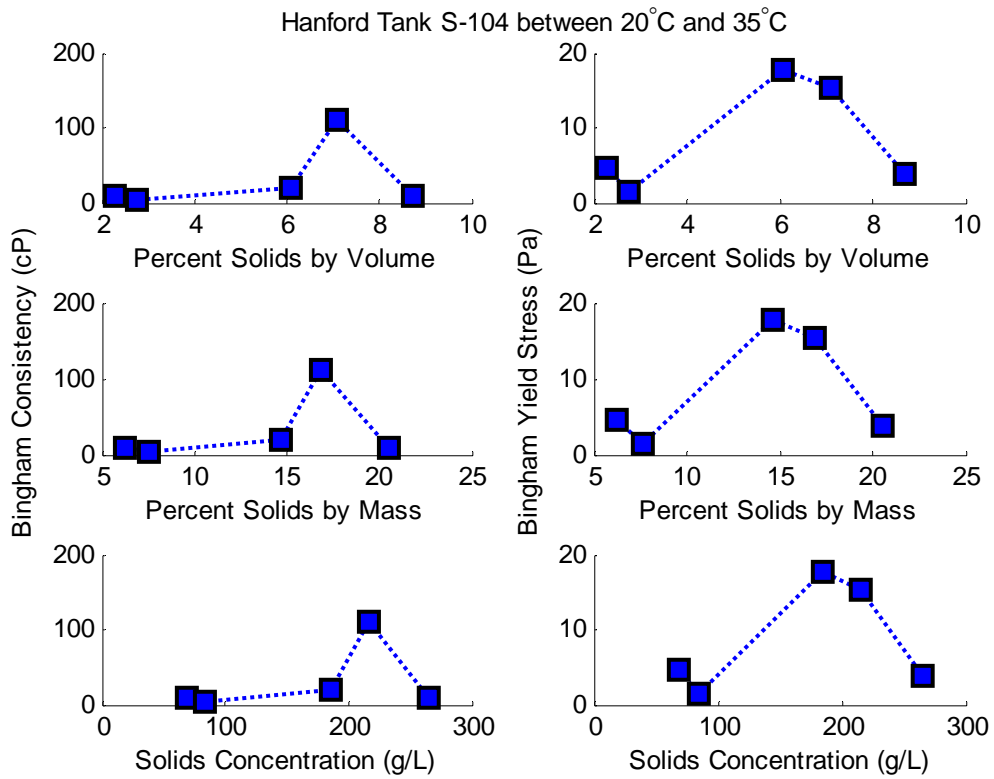 Hanford Tank S-104 between 20°C and 35°C
200
100
0
2 4 6 8 10
Percent Solids by Volume
20
10
0
2 4 6 8 10
Percent Solids by Volume
Bingham Consistency (cP)
200
100
0
5 10 15 20 25
Percent Solids by Mass
Bingham Yield Stress (Pa)
20
10
0
5 10 15 20 25
Percent Solids by Mass
200
100
0
0 100 200 300
Solids Concentration (g/L)
20
10
0
0 100 200 300
Solids Concentration (g/L)